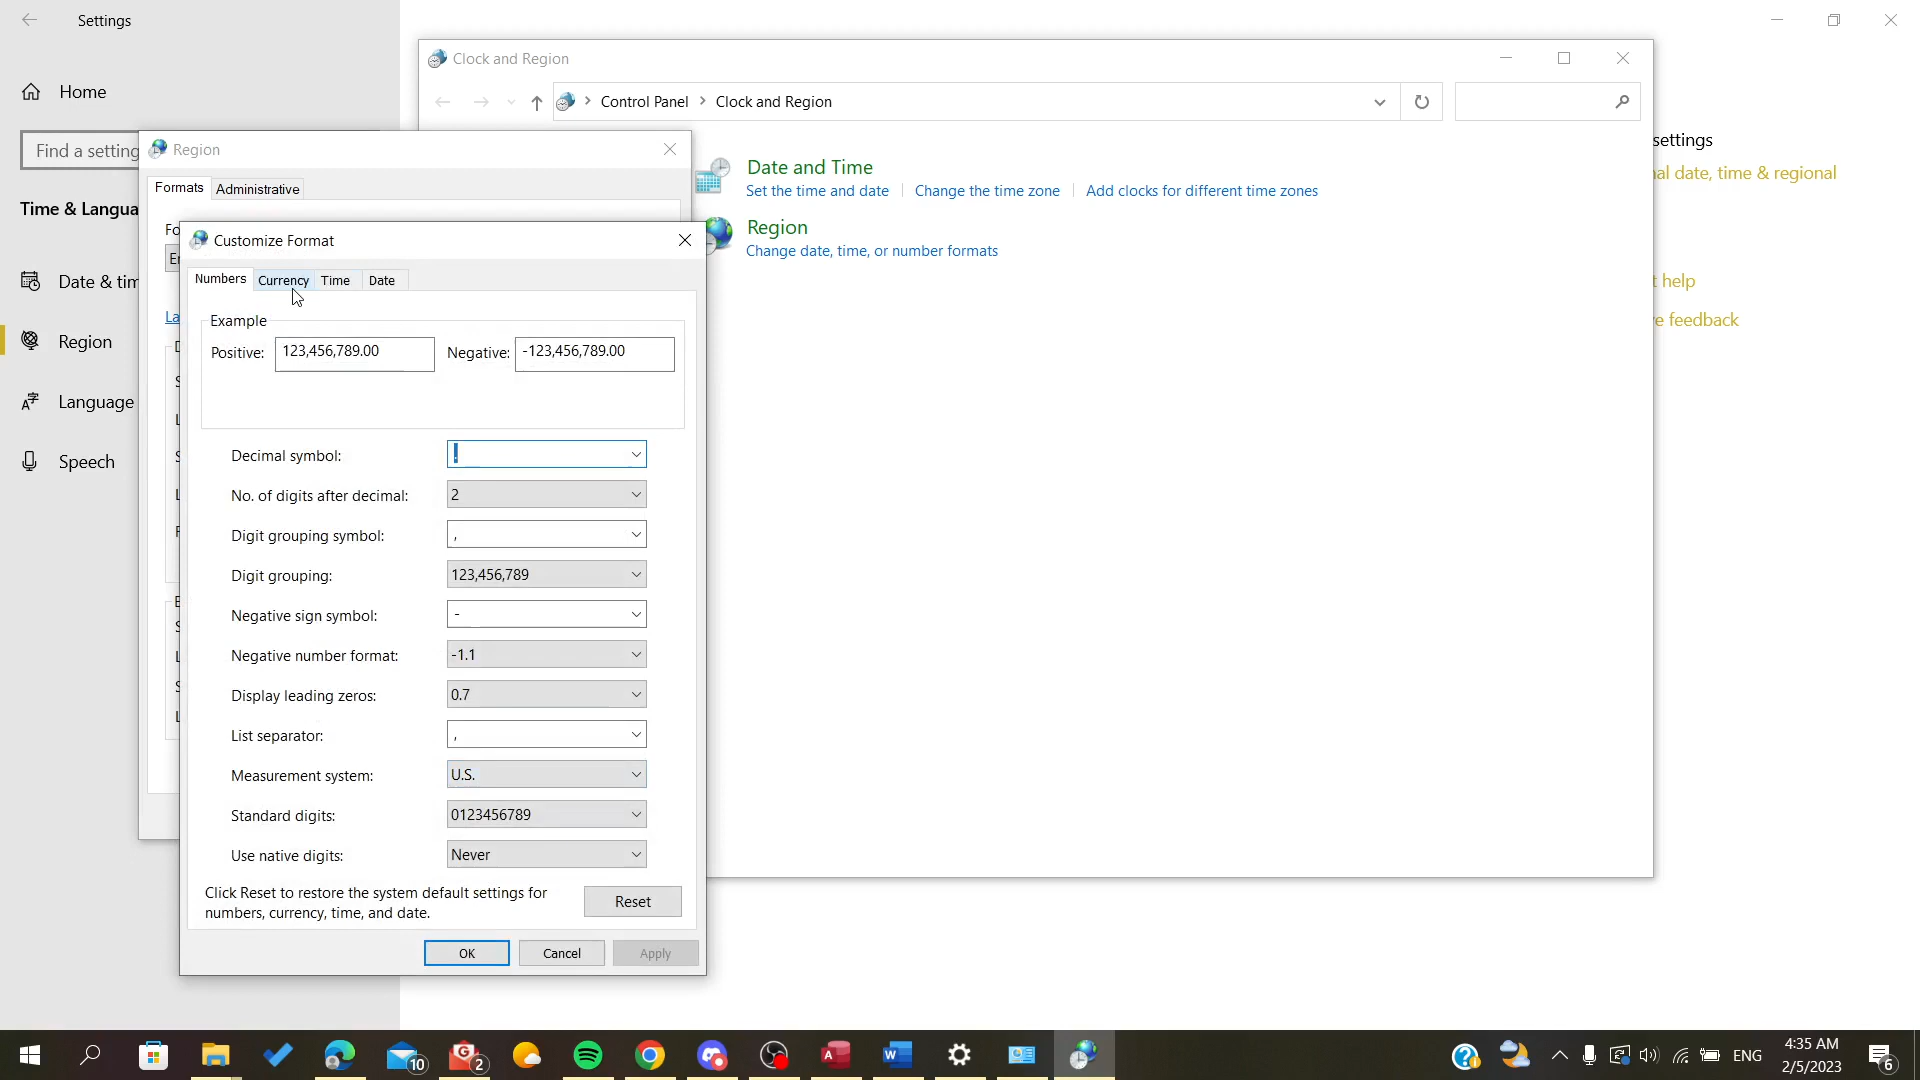 Settings
Home
Find a setting
Time & Langua
Date & tim
Region
Language
Speech
Clock and Region
Control Panel > Clock and Region
Date and Time
Set the time and date
Change the time zone
Add clocks for different time zones
Region
Change date, time, or number formats
settings
nal date, time & regional
t help
e feedback
Region
Formats
Administrative
Fo
En
La
Customize Format
Numbers
Currency
Time
Date
Example
Positive:
123,456,789.00
Negative:
-123,456,789.00
Decimal symbol:
.
No. of digits after decimal:
2
Digit grouping symbol:
,
Digit grouping:
123,456,789
Negative sign symbol:
-
Negative number format:
-1.1
Display leading zeros:
0.7
List separator:
,
Measurement system:
U.S.
Standard digits:
0123456789
Use native digits:
Never
Click Reset to restore the system default settings for
numbers, currency, time, and date.
Reset
OK
Cancel
Apply
10
2
ENG
4:35 AM
2/5/2023
6